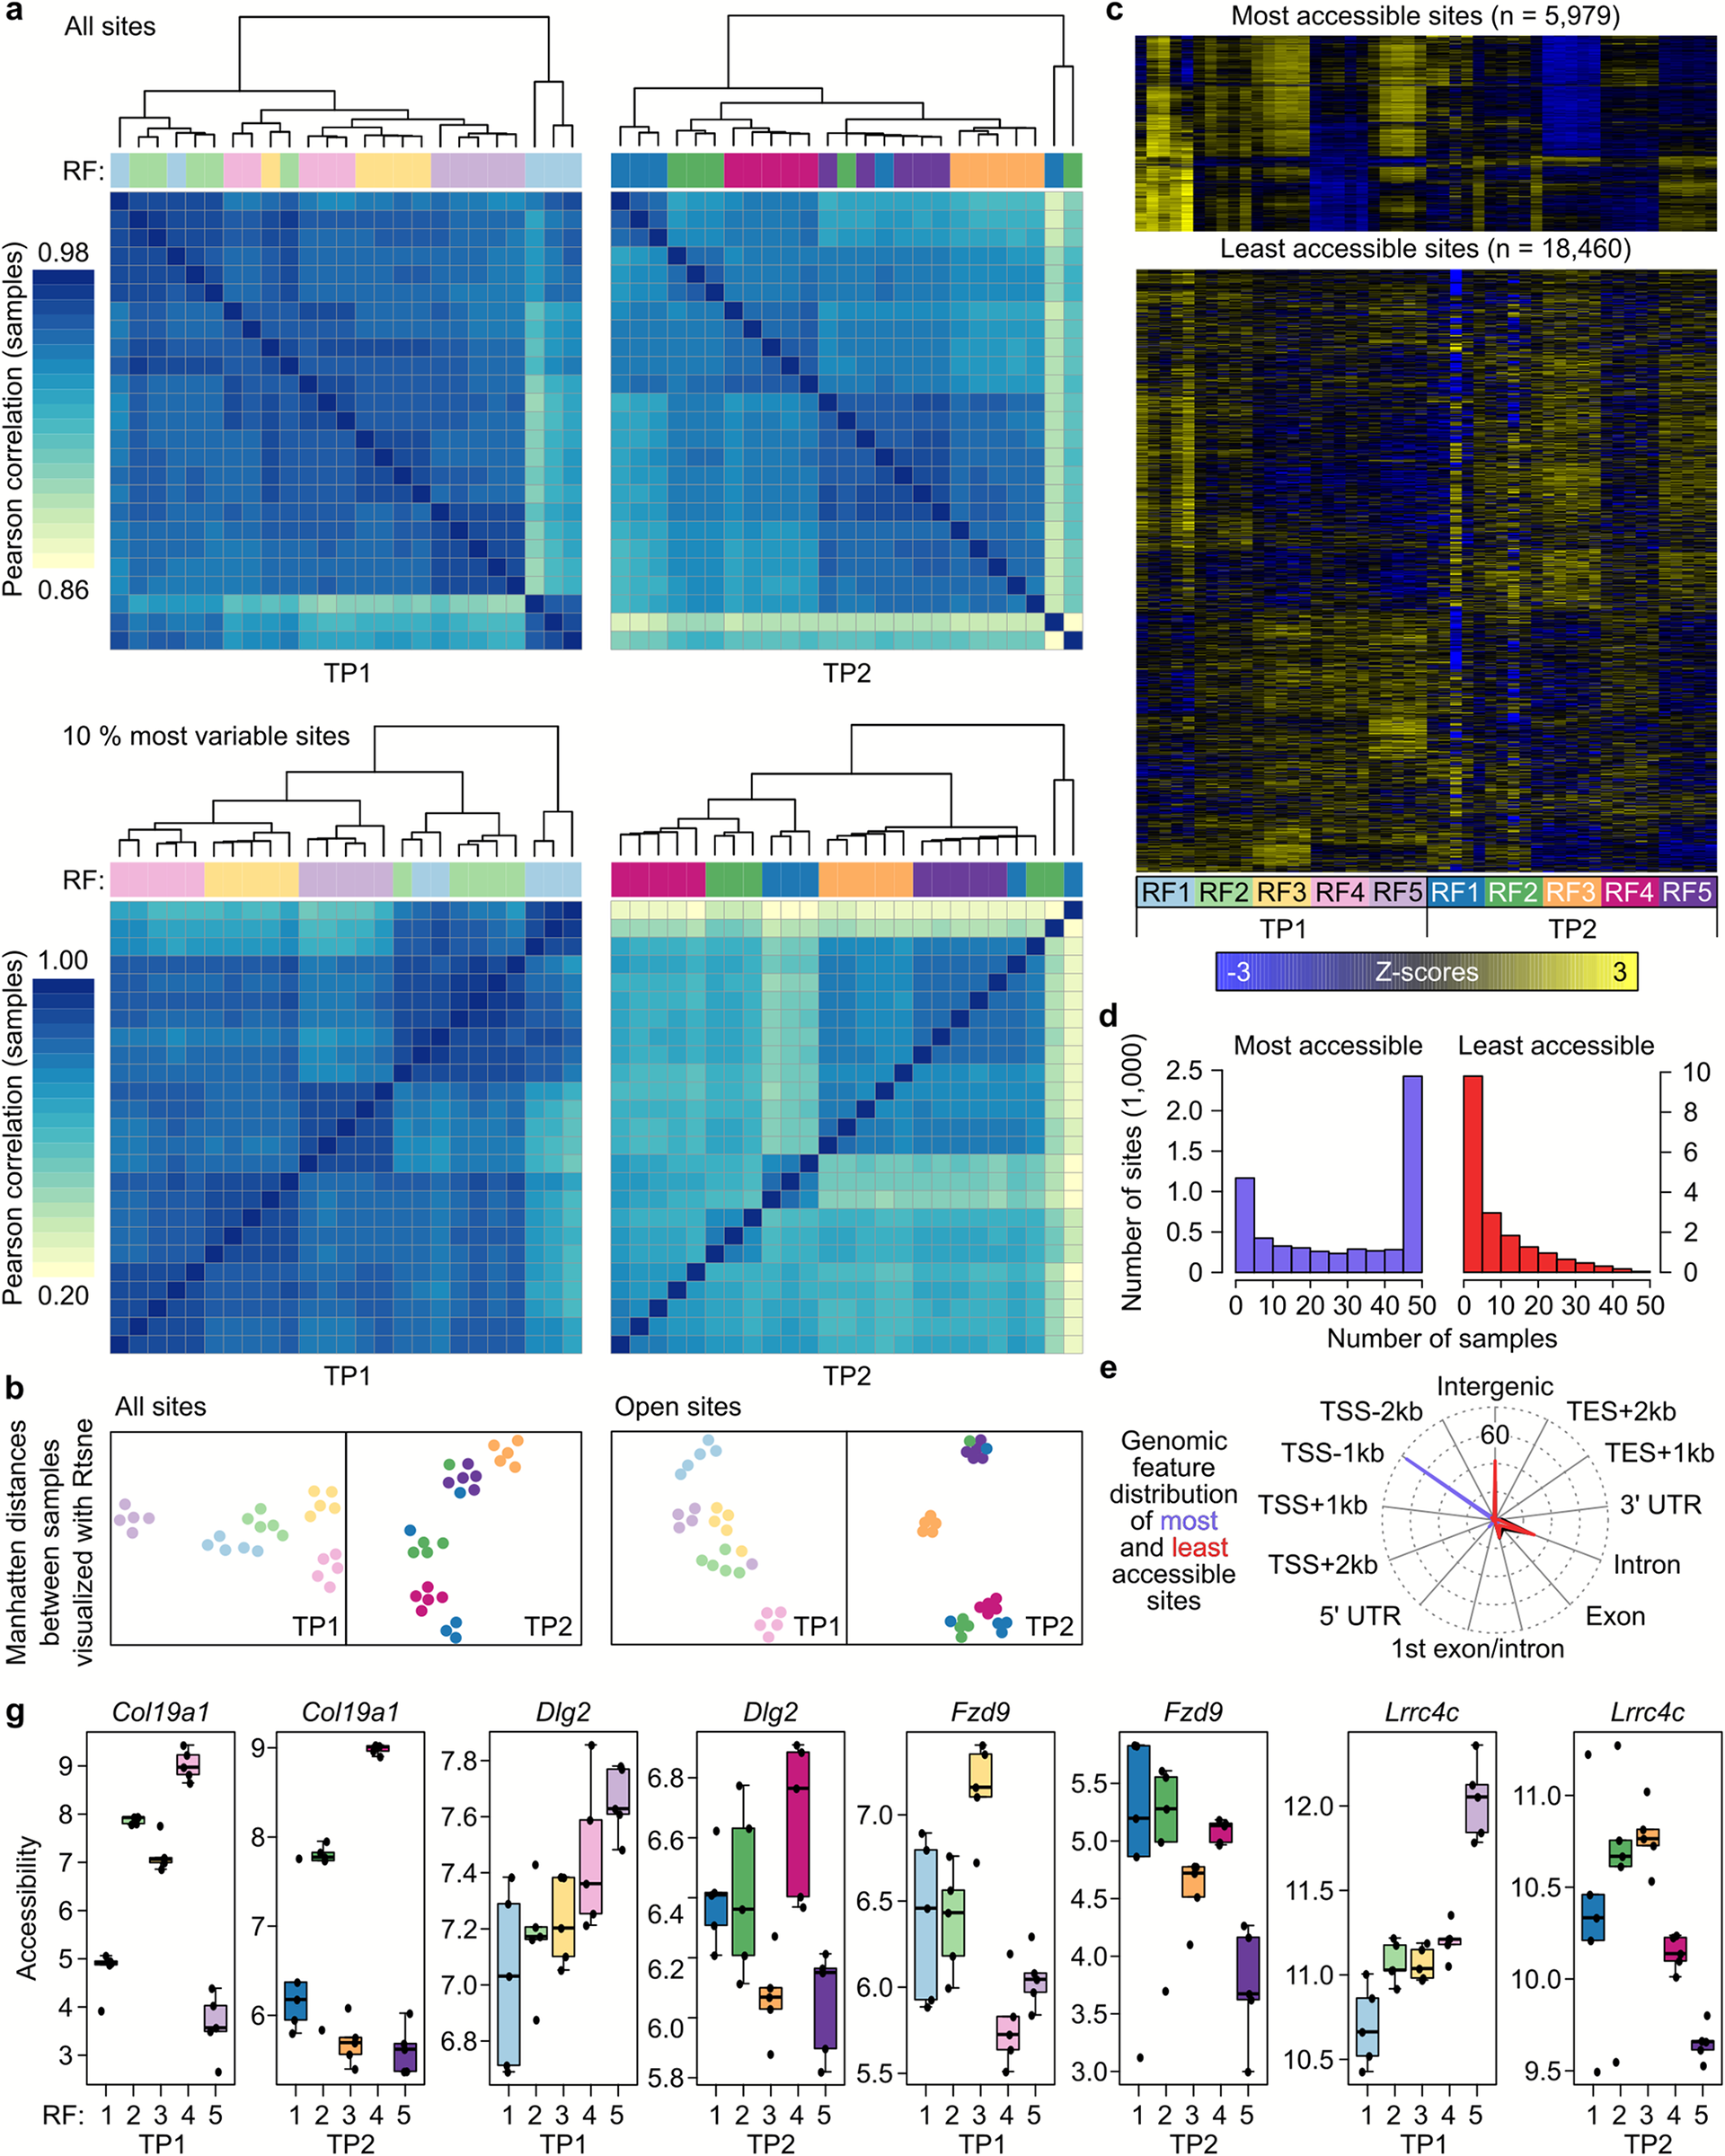 a
All sites
RF:
0.98
Pearson correlation (samples)
0.86
TP1
TP2
10 % most variable sites
RF:
1.00
Pearson correlation (samples)
0.20
TP1
TP2
b
Manhatten distances
between samples
visualized with Rtsne
All sites
TP1
TP2
Open sites
TP1
TP2
c
Most accessible sites (n = 5,979)
Least accessible sites (n = 18,460)
RF1 RF2 RF3 RF4 RF5 RF1 RF2 RF3 RF4 RF5
TP1 TP2
-3 Z-scores 3
d
Most accessible
Least accessible
Number of sites (1,000)
2.5
2.0
1.5
1.0
0.5
0
10
8
6
4
2
0
0 10 20 30 40 50
0 10 20 30 40 50
Number of samples
e
Genomic
feature
distribution
of most
and least
accessible
sites
Intergenic
60
TSS-2kb
TES+2kb
TSS-1kb
TES+1kb
TSS+1kb
3' UTR
TSS+2kb
Intron
5' UTR
Exon
1st exon/intron
g
Accessibility
Col19a1
9
8
7
6
5
4
3
Col19a1
9
8
7
6
Dlg2
7.8
7.6
7.4
7.2
7.0
6.8
Dlg2
6.8
6.6
6.4
6.2
6.0
5.8
Fzd9
7.0
6.5
6.0
5.5
Fzd9
5.5
5.0
4.5
4.0
3.5
3.0
Lrrc4c
12.0
11.5
11.0
10.5
Lrrc4c
11.0
10.5
10.0
9.5
RF: 1 2 3 4 5 1 2 3 4 5 1 2 3 4 5 1 2 3 4 5 1 2 3 4 5 1 2 3 4 5 1 2 3 4 5 1 2 3 4 5
TP1 TP2 TP1 TP2 TP1 TP2 TP1 TP2